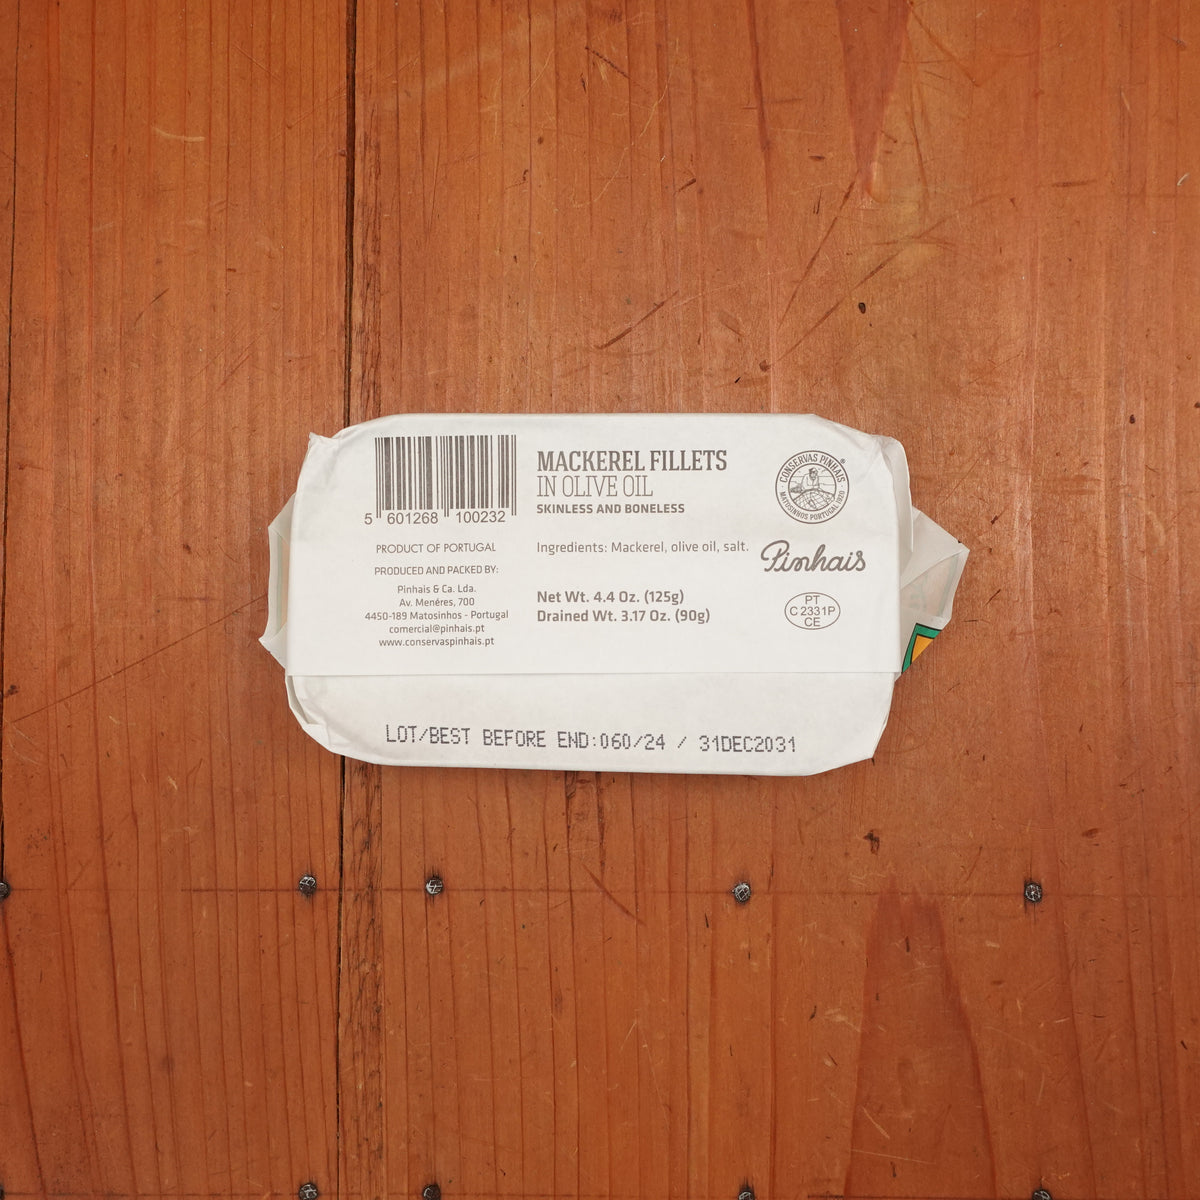 5 601268 100232
PRODUCT OF PORTUGAL
PRODUCED AND PACKED BY:
Pinhais & Ca. Lda.
Av. Menéres, 700
4450-189 Matosinhos - Portugal
comercial@pinhais.pt
www.conservaspinhais.pt
MACKEREL FILLETS
IN OLIVE OIL
SKINLESS AND BONELESS
Ingredients: Mackerel, olive oil, salt.
Net Wt. 4.4 Oz. (125g)
Drained Wt. 3.17 Oz. (90g)
CONSERVAS PINHAIS®
MATOSINHOS PORTUGAL 1920
Pinhais
PT
C 2331P
CE
LOT/BEST BEFORE END:060/24 / 31DEC2031